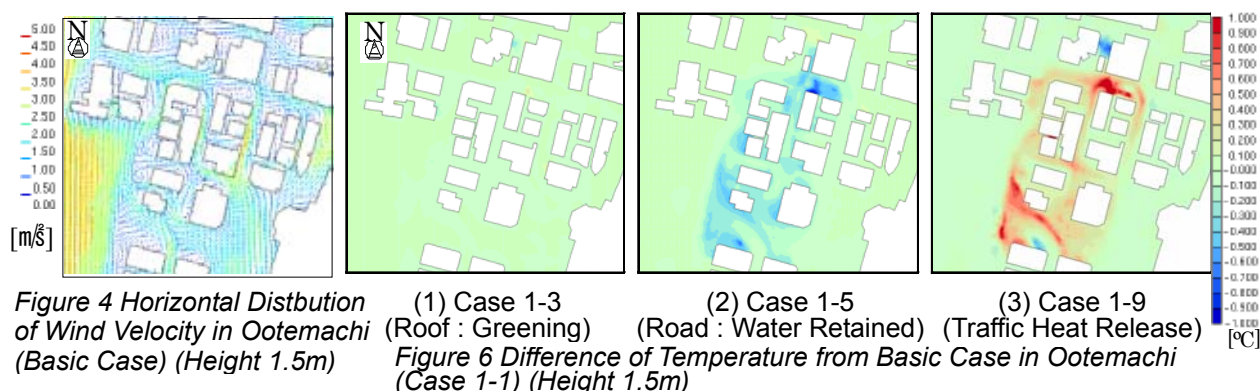 5.00
4.50
4.00
3.50
3.00
2.50
2.00
1.50
1.00
0.50
0.00
[m/s]
N
N
1.000
0.900
0.800
0.700
0.600
0.500
0.400
0.300
0.200
0.100
0.000
-0.100
-0.200
-0.300
-0.400
-0.500
-0.600
-0.700
-0.800
-0.900
-1.000
[ºC]
Figure 4 Horizontal Distbution
of Wind Velocity in Ootemachi
(Basic Case) (Height 1.5m)
(1) Case 1-3
(Roof : Greening)
(2) Case 1-5
(Road : Water Retained)
(3) Case 1-9
(Traffic Heat Release)
Figure 6 Difference of Temperature from Basic Case in Ootemachi
(Case 1-1) (Height 1.5m)